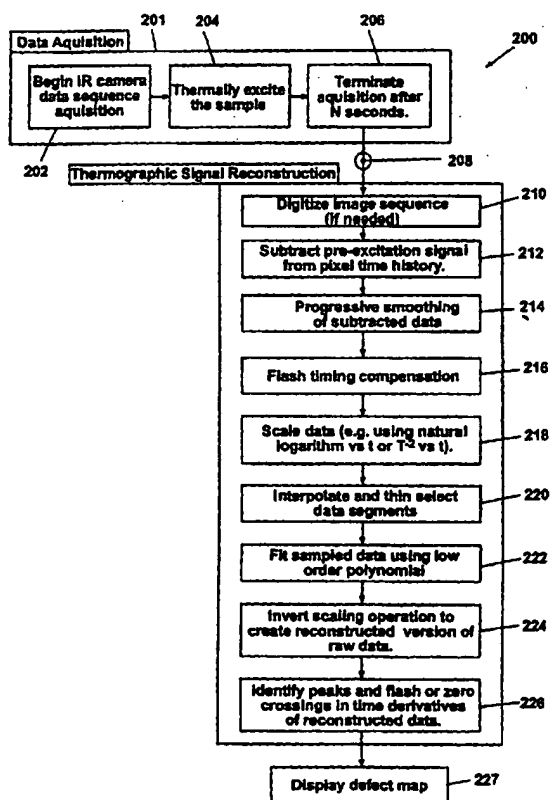 201
204
206
200
Data Aquisition
Begin IR camera
data sequence
aquisition
Thermally excite
the sample
Terminate
aquisition after
N seconds.
202
208
Thermographic Signal Reconstruction
Digitize image sequence
(if needed)
210
Subtract pre-excitation signal
from pixel time history.
212
Progressive smoothing
of subtracted data
214
Flash timing compensation
216
Scale data (e.g. using natural
logarithm vs t or T⁻² vs t).
218
Interpolate and thin select
data segments
220
Fit sampled data using low
order polynomial
222
Invert scaling operation to
create reconstructed version of
raw data.
224
Identify peaks and flash or zero
crossings in time derivatives
of reconstructed data.
226
Display defect map
227